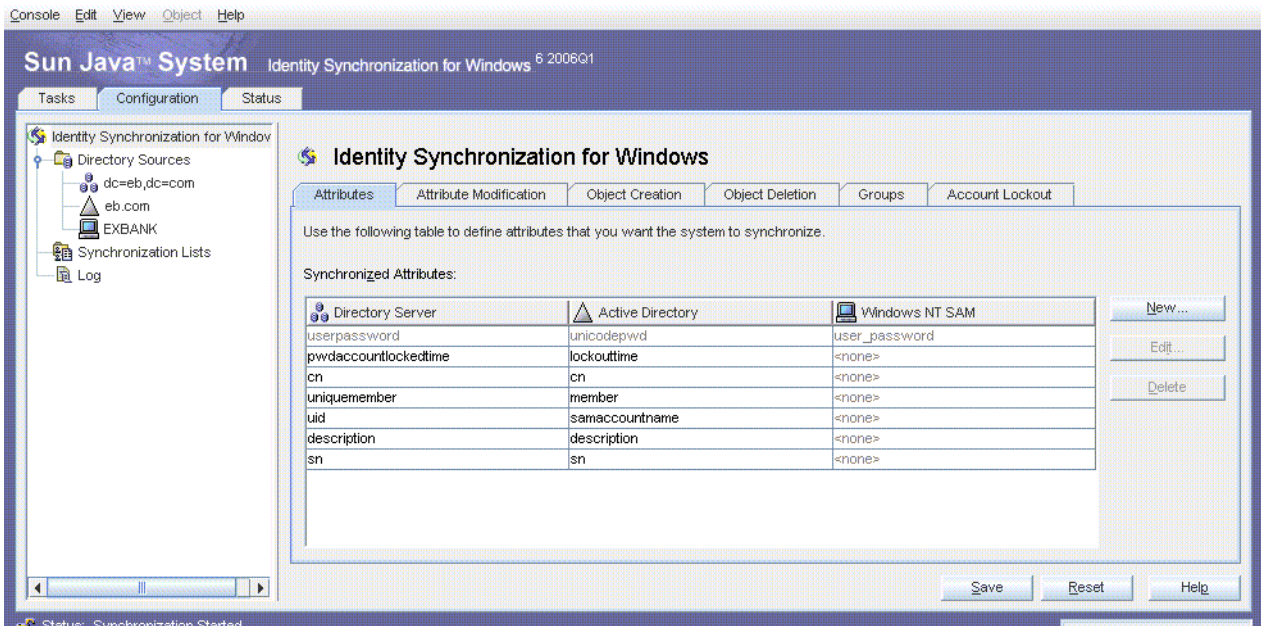 Console Edit View Object Help
Sun Java™ System Identity Synchronization for Windows 6 2006Q1
Tasks Configuration Status
Identity Synchronization for Windov
Directory Sources
dc=eb,dc=com
eb.com
EXBANK
Synchronization Lists
Log
Identity Synchronization for Windows
Attributes Attribute Modification Object Creation Object Deletion Groups Account Lockout
Use the following table to define attributes that you want the system to synchronize.
Synchronized Attributes:
Directory Server Active Directory Windows NT SAM
userpassword unicodepwd user_password
pwdaccountlockedtime lockouttime <none>
cn cn <none>
uniquemember member <none>
uid samaccountname <none>
description description <none>
sn sn <none>
New...
Edit...
Delete
Save Reset Help
Status: Synchronization Started